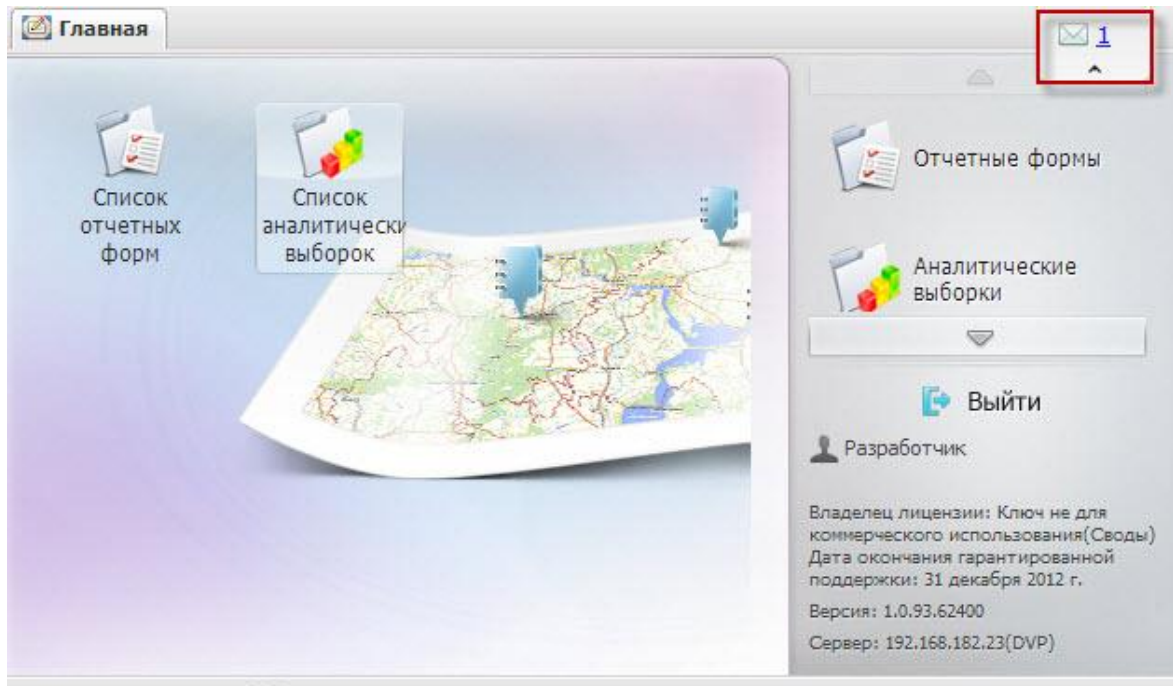 Главная
1
Список
отчетных
форм
Список
аналитически
выборок
Отчетные формы
Аналитические
выборки
Выйти
Разработчик
Владелец лицензии: Ключ не для
коммерческого использования(Своды)
Дата окончания гарантированной
поддержки: 31 декабря 2012 г.
Версия: 1.0.93.62400
Сервер: 192.168.182.23(DVP)